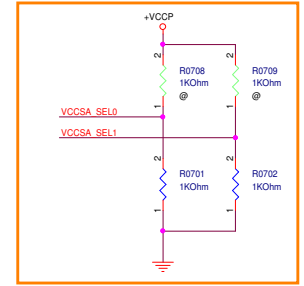 +VCCP
2 2
R0708 R0709
1KOhm 1KOhm
@ @
1 1
VCCSA_SEL0
VCCSA_SEL1
2 2
R0701 R0702
1KOhm 1KOhm
1 1